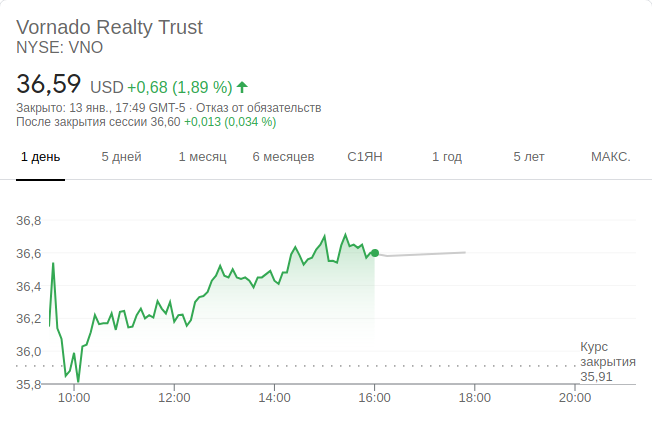 Vornado Realty Trust
NYSE: VNO
36,59 USD +0,68 (1,89 %)
Закрыто: 13 янв., 17:49 GMT-5 · Отказ от обязательств
После закрытия сессии 36,60 +0,013 (0,034 %)
1 день 5 дней 1 месяц 6 месяцев С1ЯН 1 год 5 лет МАКС.
36,8
36,6
36,4
36,2
36,0
35,8
Курс
закрытия
35,91
10:00 12:00 14:00 16:00 18:00 20:00